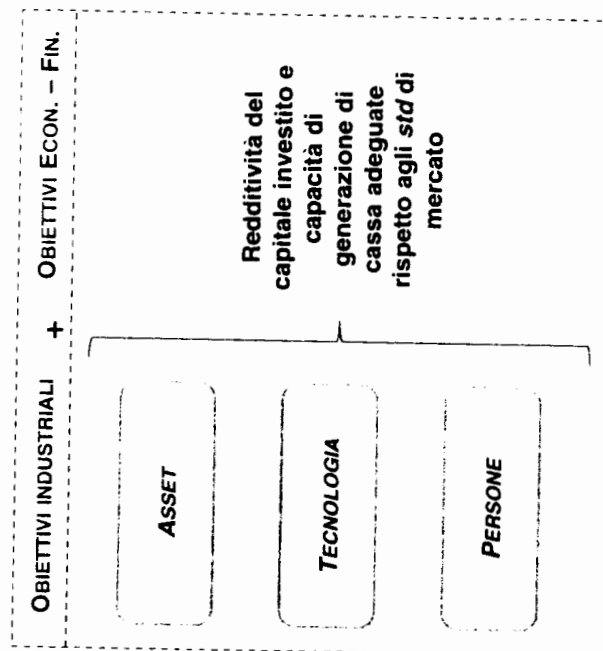 OBIETTIVI INDUSTRIALI + OBIETTIVI ECON. – FIN.
ASSET
TECNOLOGIA
PERSONE
Redditività del
capitale investito e
capacità di
generazione di
cassa adeguate
rispetto agli std di
mercato